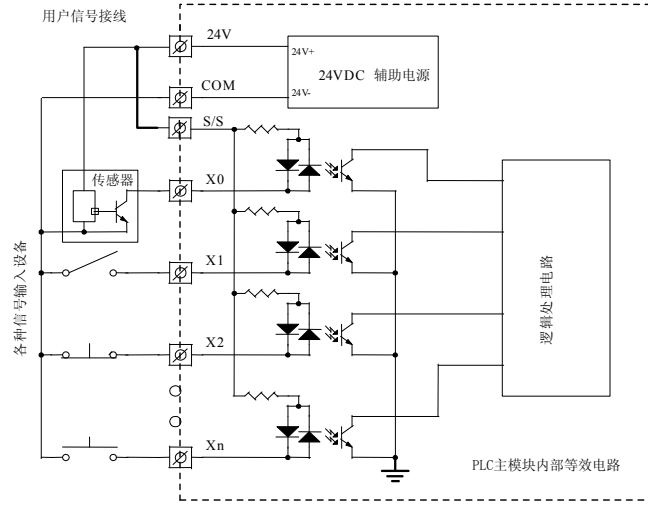 用户信号接线
24V
24V+
24VDC 辅助电源
COM
24V-
S/S
传感器
X0
X1
各种信号输入设备
逻辑处理电路
X2
Xn
PLC主模块内部等效电路